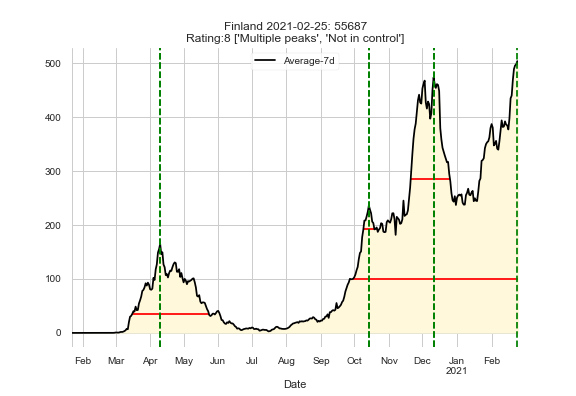 Finland 2021-02-25: 55687
Rating:8 ['Multiple peaks', 'Not in control']
Average-7d
500
400
300
200
100
0
Feb Mar Apr May Jun Jul Aug Sep Oct Nov Dec Jan Feb
2021
Date